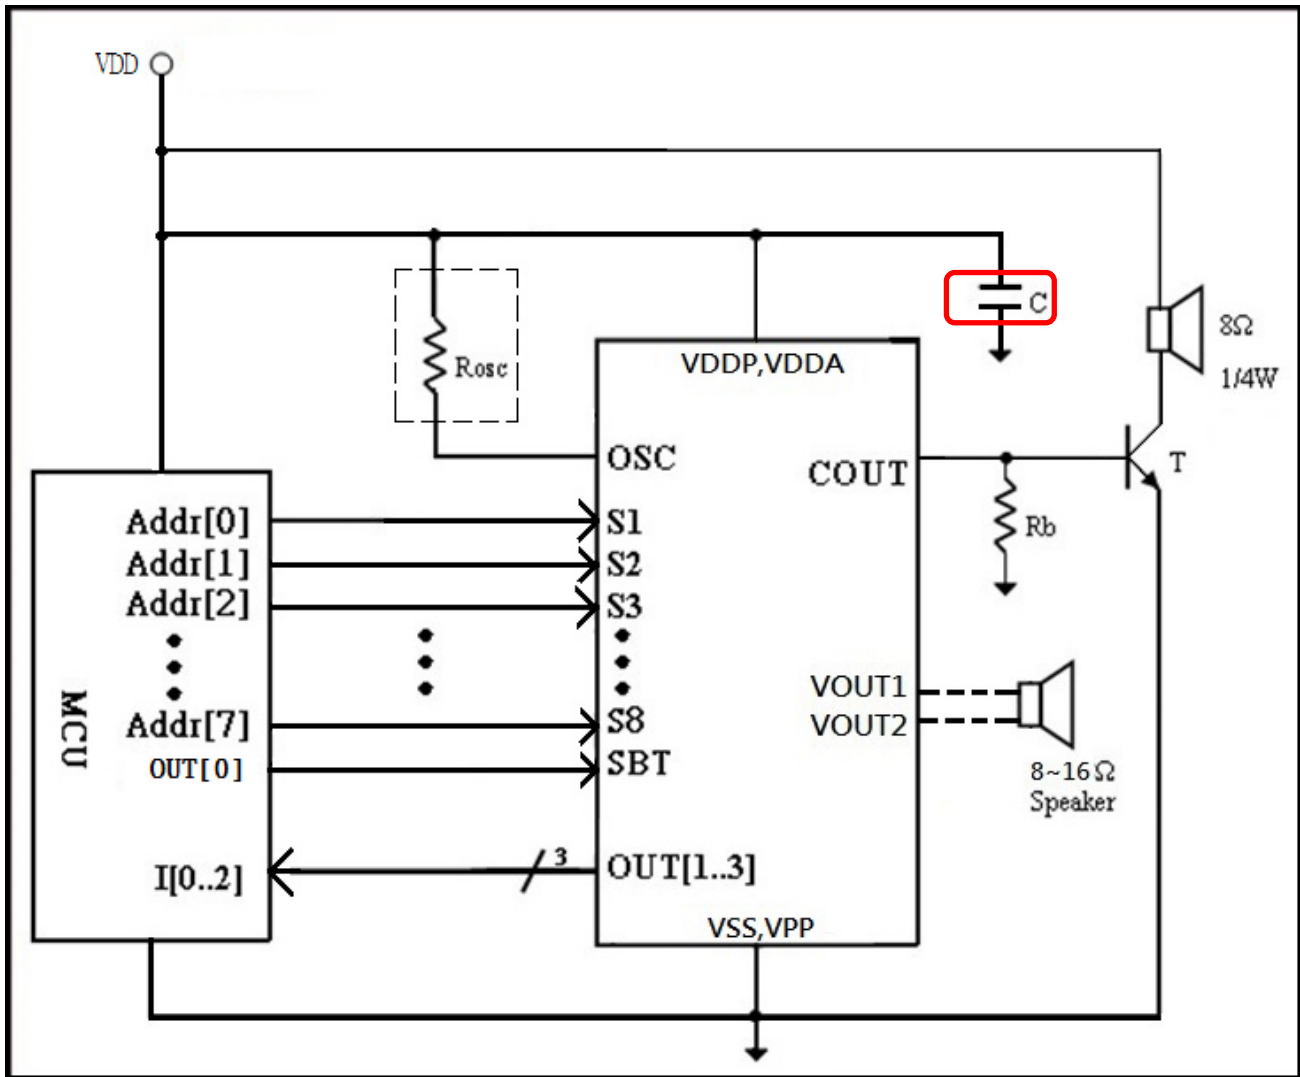 VDD
C
8Ω
1/4W
Rosc
VDDP,VDDA
OSC
COUT
T
Addr[0]
S1
Rb
Addr[1]
S2
Addr[2]
S3
MCU
VOUT1
Addr[7]
S8
VOUT2
OUT[0]
SBT
8~16Ω
Speaker
3
I[0..2]
OUT[1..3]
VSS,VPP